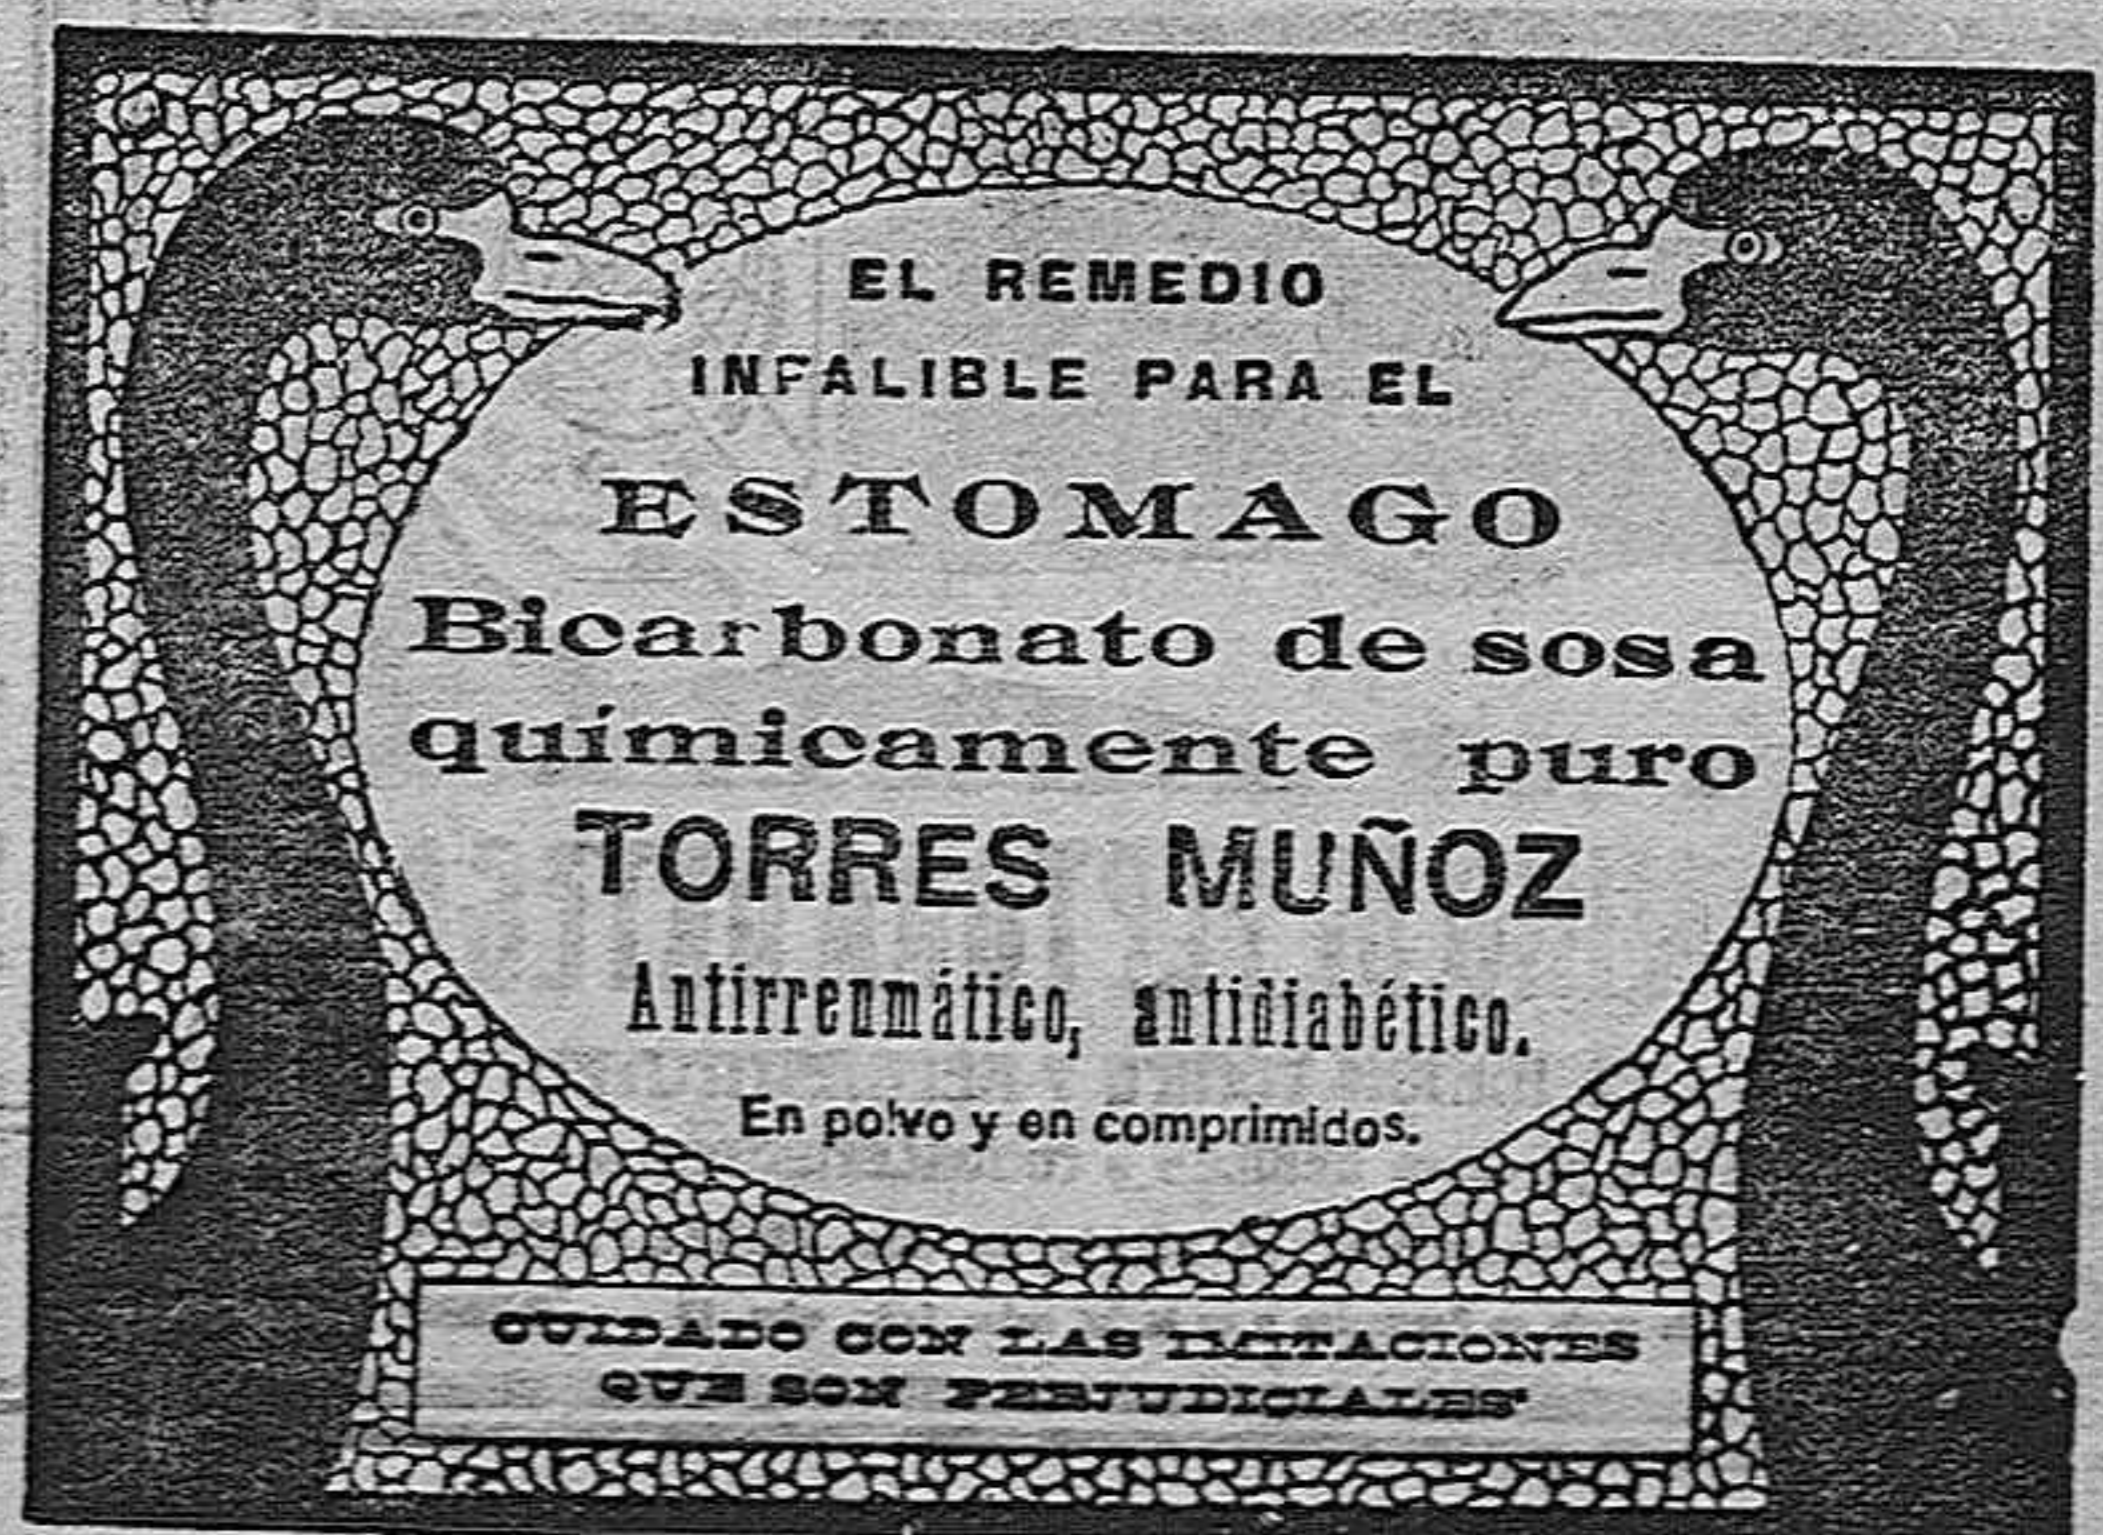 EL REMEDIO
INFALIBLE PARA EL
ESTOMAGO
Bicarbonato de sosa
químicamente puro
TORRES MUÑOZ
Antirreumático, antidiabético.
En polvo y en comprimidos.
CUIDADO CON LAS IMITACIONES
QUE SON PERJUDICIALES